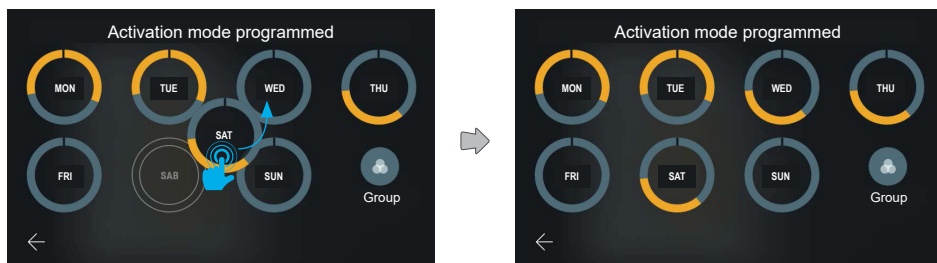 Activation mode programmed
MON TUE WED THU
SAT
FRI SAB SUN
Group
Activation mode programmed
MON TUE WED THU
FRI SAT SUN
Group